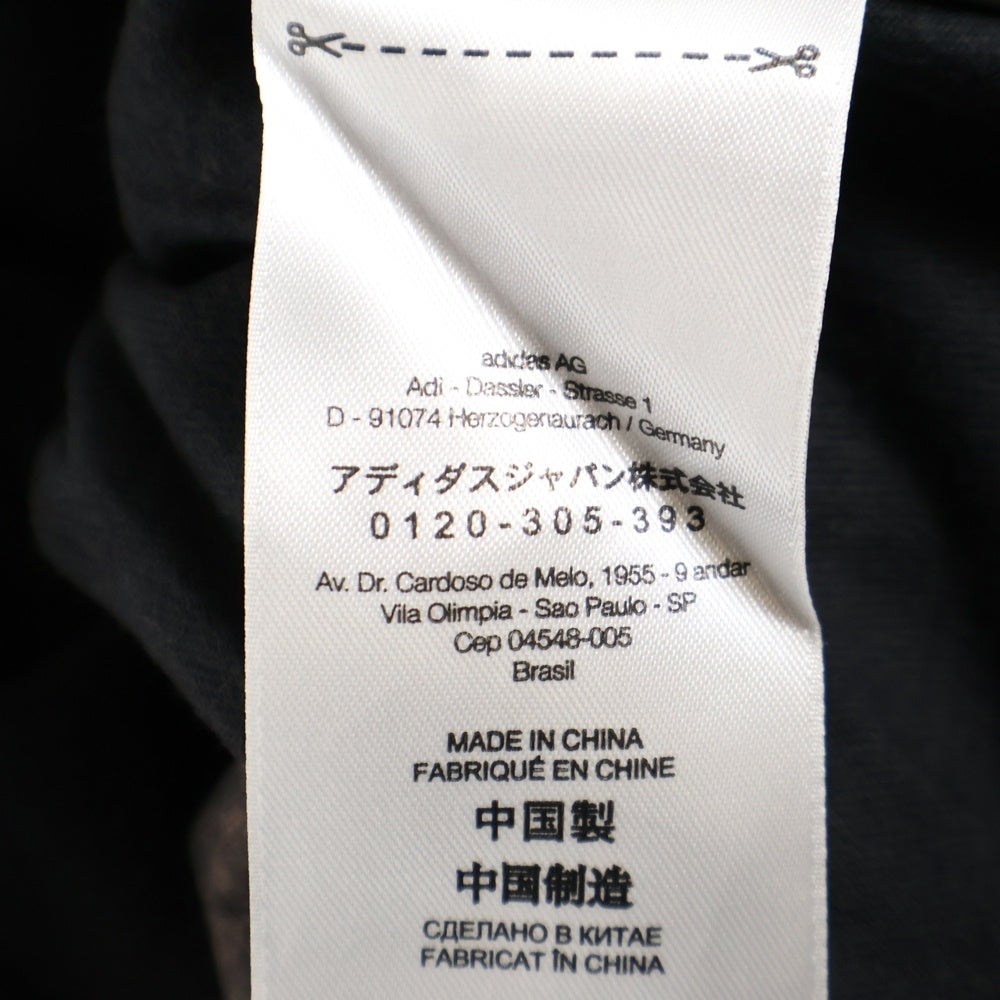 adidas AG
Adi - Dassler - Strasse 1
D - 91074 Herzogenaurach / Germany
アディダスジャパン株式会社
0120-305-393
Av. Dr. Cardoso de Melo, 1955 - 9 andar
Vila Olimpia - Sao Paulo - SP
Cep 04548-005
Brasil
MADE IN CHINA
FABRIQUÉ EN CHINE
中国製
中国制造
СДЕЛАНО В КИТАЕ
FABRICAT ÎN CHINA